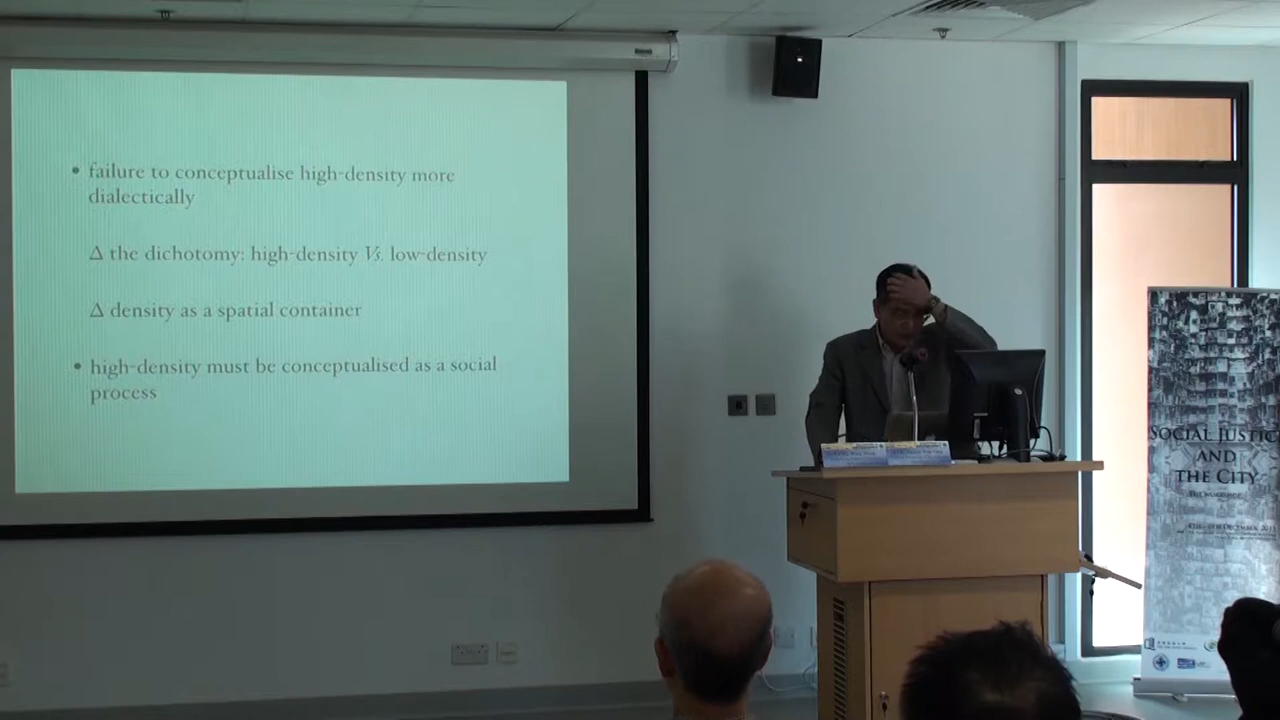 • failure to conceptualise high-density more
dialectically
Δ the dichotomy: high-density Vs. low-density
Δ density as a spatial container
• high-density must be conceptualised as a social
process
SOCIAL JUSTIC
AND
THE CITY